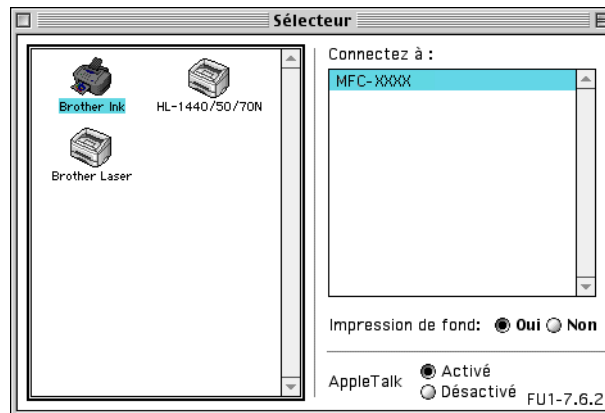 Sélecteur
Brother Ink
HL-1440/50/70N
Brother Laser
Connectez à :
MFC-XXXX
Impression de fond: Oui Non
AppleTalk
Activé
Désactivé
FU1-7.6.2